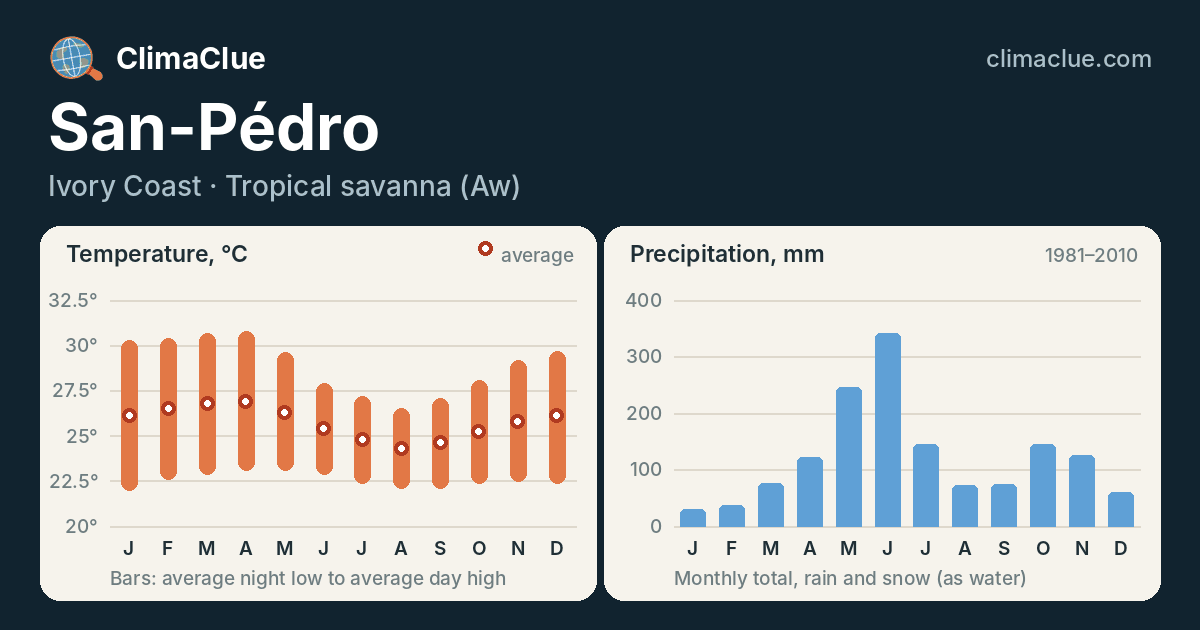 ClimaClue
climaclue.com
San-Pédro
Ivory Coast · Tropical savanna (Aw)
Temperature, °C
average
32.5°
30°
27.5°
25°
22.5°
20°
J F M A M J J A S O N D
Bars: average night low to average day high
Precipitation, mm
1981–2010
400
300
200
100
0
J F M A M J J A S O N D
Monthly total, rain and snow (as water)